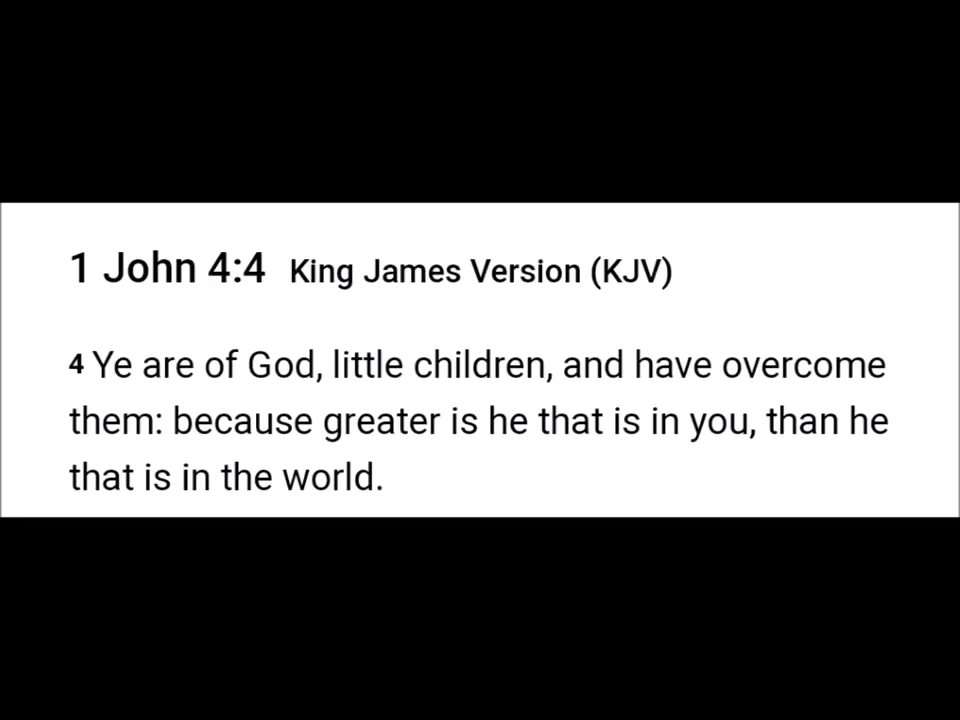 1 John 4:4 King James Version (KJV)
4 Ye are of God, little children, and have overcome
them: because greater is he that is in you, than he
that is in the world.